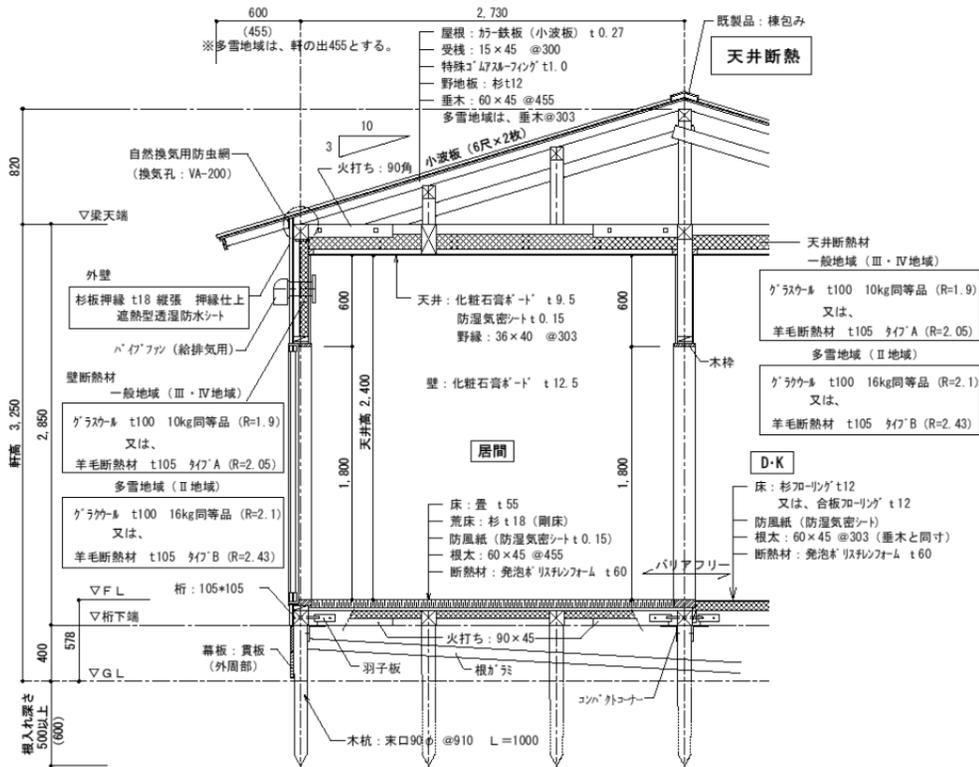 600
2,730
(455)
※多雪地域は、軒の出455とする。
屋根：ｶﾗｰ鉄板（小波板）ｔ0.27
受桟：15×45　@300
特殊ｺﾞﾑｱｽﾙｰﾌｨﾝｸﾞt1.0
野地板：杉t12
垂木：60×45 @455
多雪地域は、垂木@303
既製品：棟包み
天井断熱
10
3
小波板（6尺×2枚）
火打ち：90角
自然換気用防虫網
（換気孔：VA-200）
820
▽梁天端
外壁
杉板押縁 t18 縦張　押縁仕上
遮熱型透湿防水ｼｰﾄ
ﾊﾟｲﾌﾟﾌｧﾝ（給排気用）
壁断熱材
一般地域（Ⅲ・Ⅳ地域）
ｸﾞﾗｽｳｰﾙ　t100　10kg同等品（R=1.9）
又は、
羊毛断熱材　t105　ﾀｲﾌﾟA（R=2.05）
多雪地域（Ⅱ地域）
ｸﾞﾗｸｳｰﾙ　t100　16kg同等品（R=2.1）
又は、
羊毛断熱材　t105　ﾀｲﾌﾟB（R=2.43）
軒高 3,250
2,850
600
天井高 2,400
1,800
天井：化粧石膏ﾎﾞｰﾄﾞ　ｔ9.5
防湿気密ｼｰﾄｔ0.15
野縁：36×40　@303
壁：化粧石膏ﾎﾞｰﾄﾞ　ｔ12.5
居間
600
1,800
木枠
天井断熱材
一般地域（Ⅲ・Ⅳ地域）
ｸﾞﾗｽｳｰﾙ　t100　10kg同等品（R=1.9）
又は、
羊毛断熱材　t105　ﾀｲﾌﾟA（R=2.05）
多雪地域（Ⅱ地域）
ｸﾞﾗｸｳｰﾙ　t100　16kg同等品（R=2.1）
又は、
羊毛断熱材　t105　ﾀｲﾌﾟB（R=2.43）
D・K
床：杉ﾌﾛｰﾘﾝｸﾞt12
又は、合板ﾌﾛｰﾘﾝｸﾞｔ12
防風紙（防湿気密ｼｰﾄ）
根太：60×45 @303（垂木と同寸）
断熱材：発泡ﾎﾟﾘｽﾁﾚﾝﾌｫｰﾑ ｔ60
床：畳 ｔ55
荒床：杉ｔ18（剛床）
防風紙（防湿気密ｼｰﾄｔ0.15）
根太：60×45 @455
断熱材：発泡ﾎﾟﾘｽﾁﾚﾝﾌｫｰﾑ ｔ60
バリアフリー
▽ＦＬ
桁：105*105
▽桁下端
578
400
幕板：貫板
（外周部）
▽ＧＬ
羽子板
火打ち：90×45
根ｶﾞﾗﾐ
ｺﾝﾊﾟｸﾄｺｰﾅｰ
根入れ深さ
500以上
(600)
木杭：末口90φ　@910　Ｌ=1000